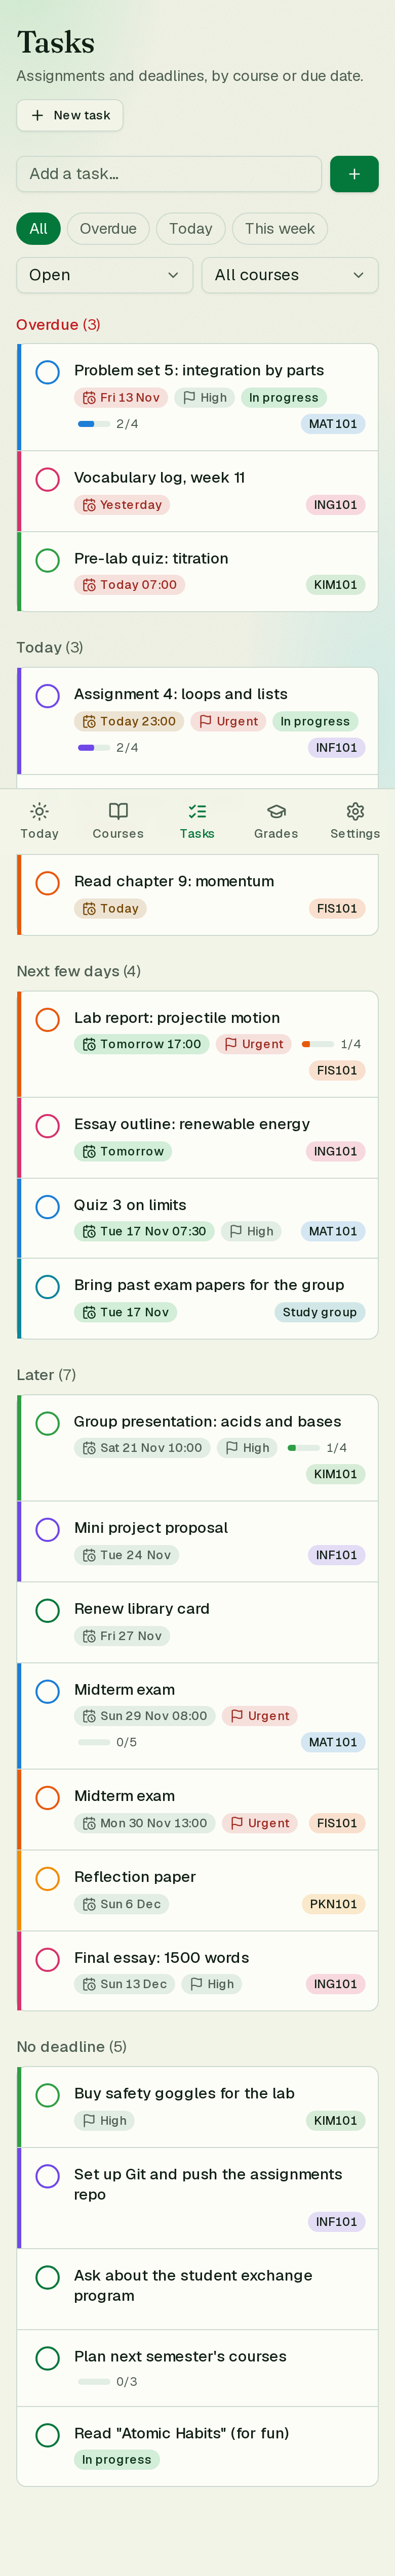 Tasks
Assignments and deadlines, by course or due date.
New task
Add a task...
All Overdue Today This week
Open All courses
Overdue (3)
Problem set 5: integration by parts
Fri 13 Nov High In progress
2/4 MAT101
Vocabulary log, week 11
Yesterday ING101
Pre-lab quiz: titration
Today 07:00 KIM101
Today (3)
Assignment 4: loops and lists
Today 23:00 Urgent In progress
2/4 INF101
Today Courses Tasks Grades Settings
Read chapter 9: momentum
Today FIS101
Next few days (4)
Lab report: projectile motion
Tomorrow 17:00 Urgent 1/4
FIS101
Essay outline: renewable energy
Tomorrow ING101
Quiz 3 on limits
Tue 17 Nov 07:30 High MAT101
Bring past exam papers for the group
Tue 17 Nov Study group
Later (7)
Group presentation: acids and bases
Sat 21 Nov 10:00 High 1/4
KIM101
Mini project proposal
Tue 24 Nov INF101
Renew library card
Fri 27 Nov
Midterm exam
Sun 29 Nov 08:00 Urgent
0/5 MAT101
Midterm exam
Mon 30 Nov 13:00 Urgent FIS101
Reflection paper
Sun 6 Dec PKN101
Final essay: 1500 words
Sun 13 Dec High ING101
No deadline (5)
Buy safety goggles for the lab
High KIM101
Set up Git and push the assignments
repo
INF101
Ask about the student exchange
program
Plan next semester's courses
0/3
Read "Atomic Habits" (for fun)
In progress